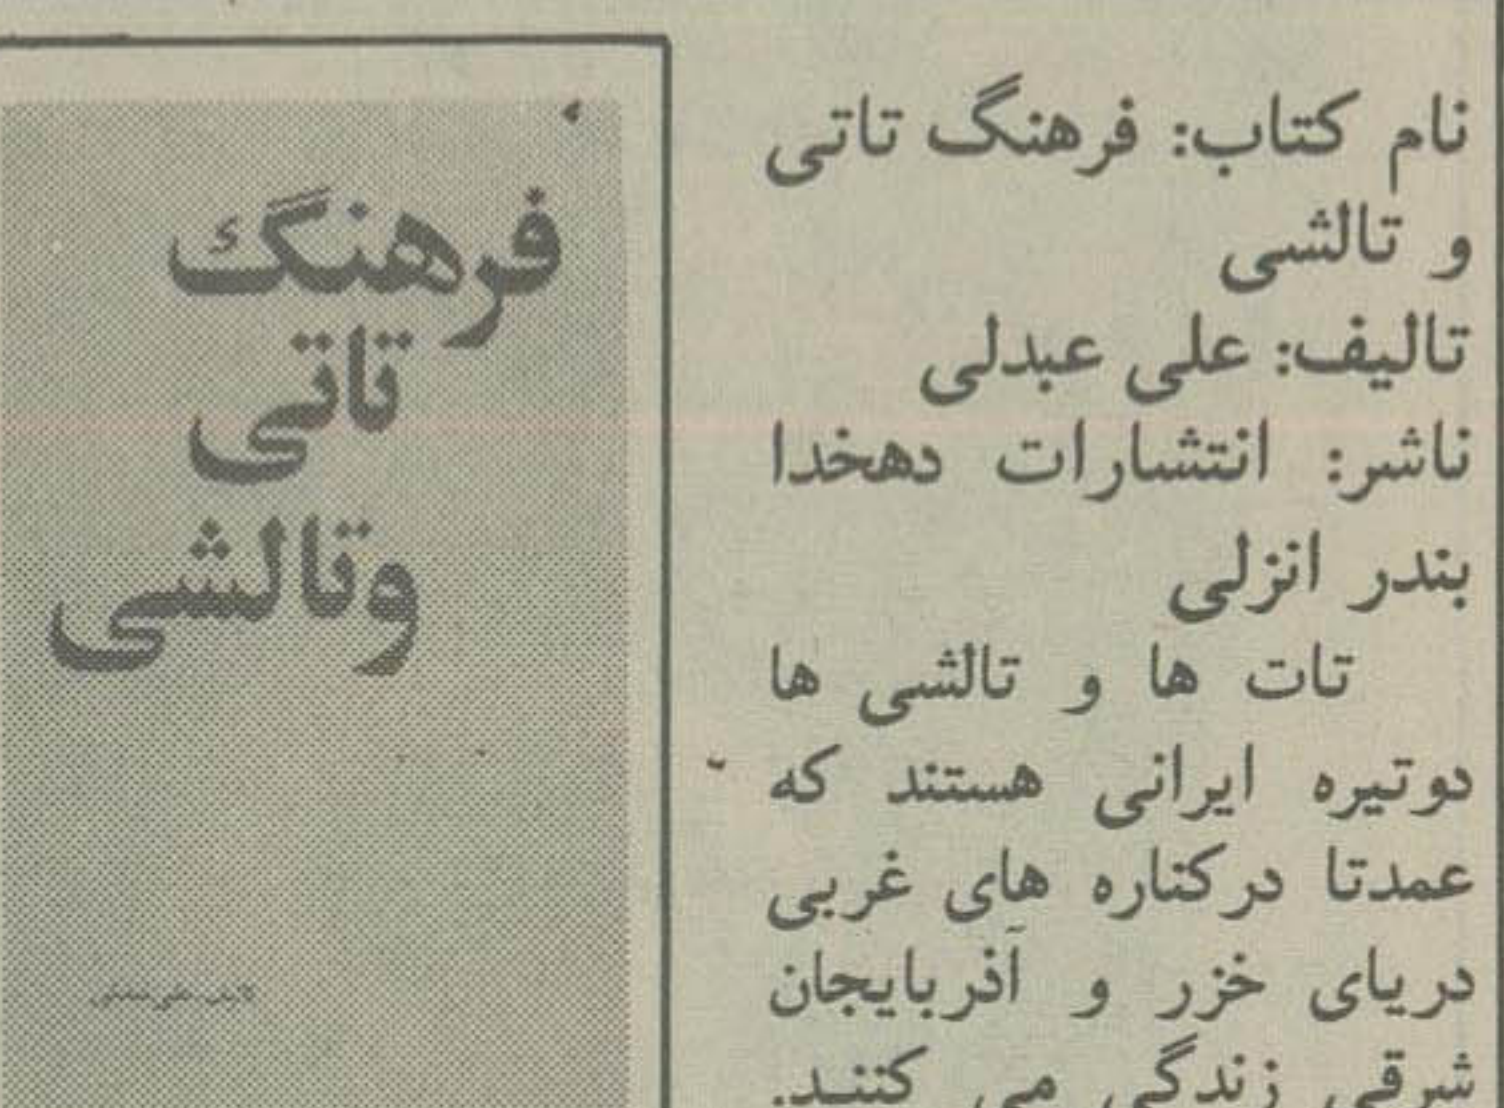 نام کتاب: فرهنگ تاتی
و تالشی
تالیف: علی عبدلی
ناشر: انتشارات دهخدا
بندر انزلی
تات ها و تالشی ها
دوتیره ایرانی هستند که
عمدتا درکناره های غربی
دریای خزر و آذربایجان
شرقی زندگی می کنند.
فرهنگ
تاتی
وتالشی